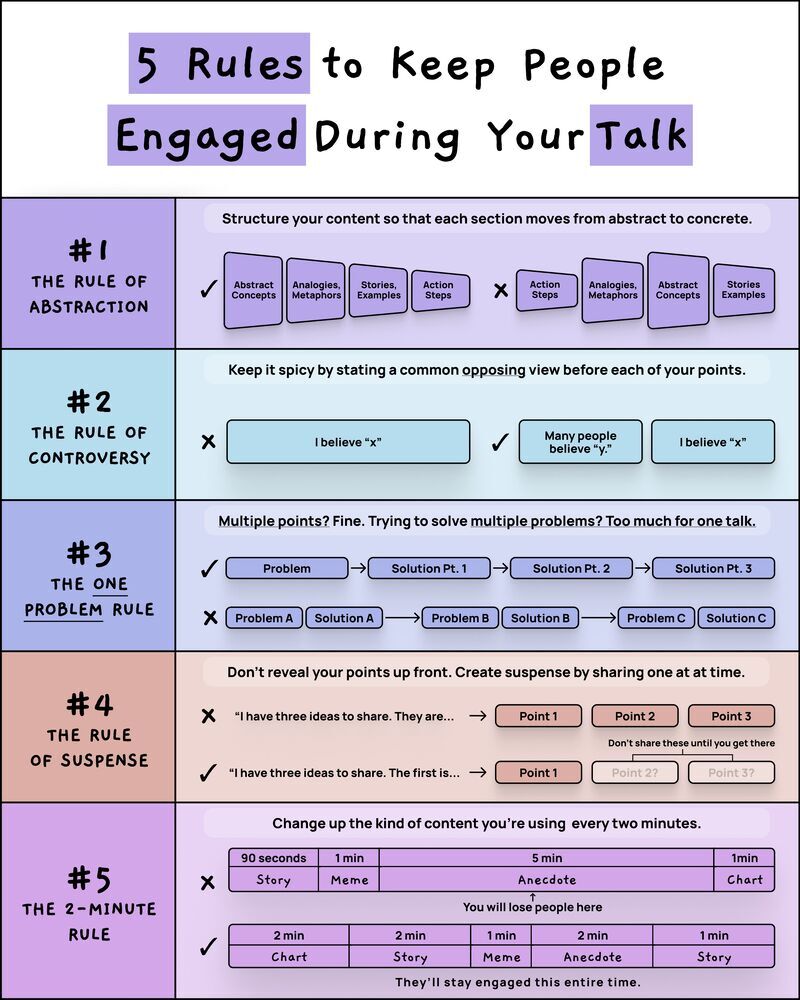 5 Rules to Keep People
Engaged During Your Talk
#1
THE RULE OF
ABSTRACTION
Structure your content so that each section moves from abstract to concrete.
✓
Abstract
Concepts
Analogies,
Metaphors
Stories,
Examples
Action
Steps
×
Action
Steps
Analogies,
Metaphors
Abstract
Concepts
Stories
Examples
#2
THE RULE OF
CONTROVERSY
Keep it spicy by stating a common opposing view before each of your points.
×
I believe “x”
✓
Many people
believe “y.”
I believe “x”
#3
THE ONE
PROBLEM RULE
Multiple points? Fine. Trying to solve multiple problems? Too much for one talk.
✓ Problem → Solution Pt. 1 → Solution Pt. 2 → Solution Pt. 3
× Problem A Solution A → Problem B Solution B → Problem C Solution C
#4
THE RULE
OF SUSPENSE
Don’t reveal your points up front. Create suspense by sharing one at at time.
× “I have three ideas to share. They are... → Point 1 Point 2 Point 3
Don’t share these until you get there
✓ “I have three ideas to share. The first is... → Point 1 Point 2? Point 3?
#5
THE 2-MINUTE
RULE
Change up the kind of content you’re using every two minutes.
90 seconds 1 min 5 min 1min
× Story Meme Anecdote Chart
You will lose people here
2 min 2 min 1 min 2 min 1 min
✓ Chart Story Meme Anecdote Story
They’ll stay engaged this entire time.